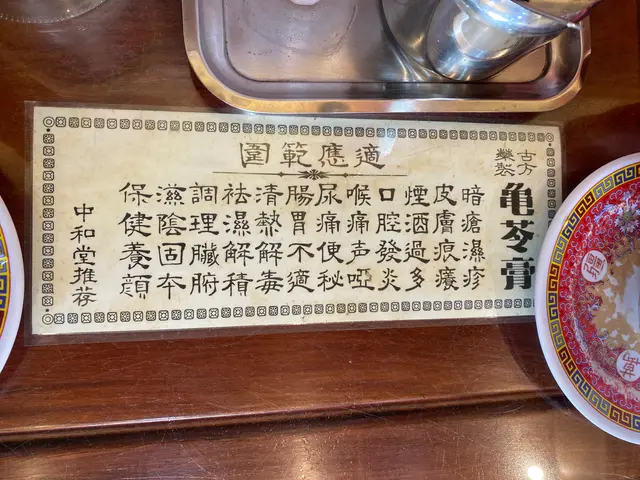 古方
藥製
亀苓膏
適應範圍
暗瘡濕疹
皮膚痕癢
煙酒過多
口腔發炎
喉痛声啞
尿痛便秘
腸胃不適
清熱解毒
祛濕解積
調理臟腑
滋陰固本
保健養顔
中和堂推荐